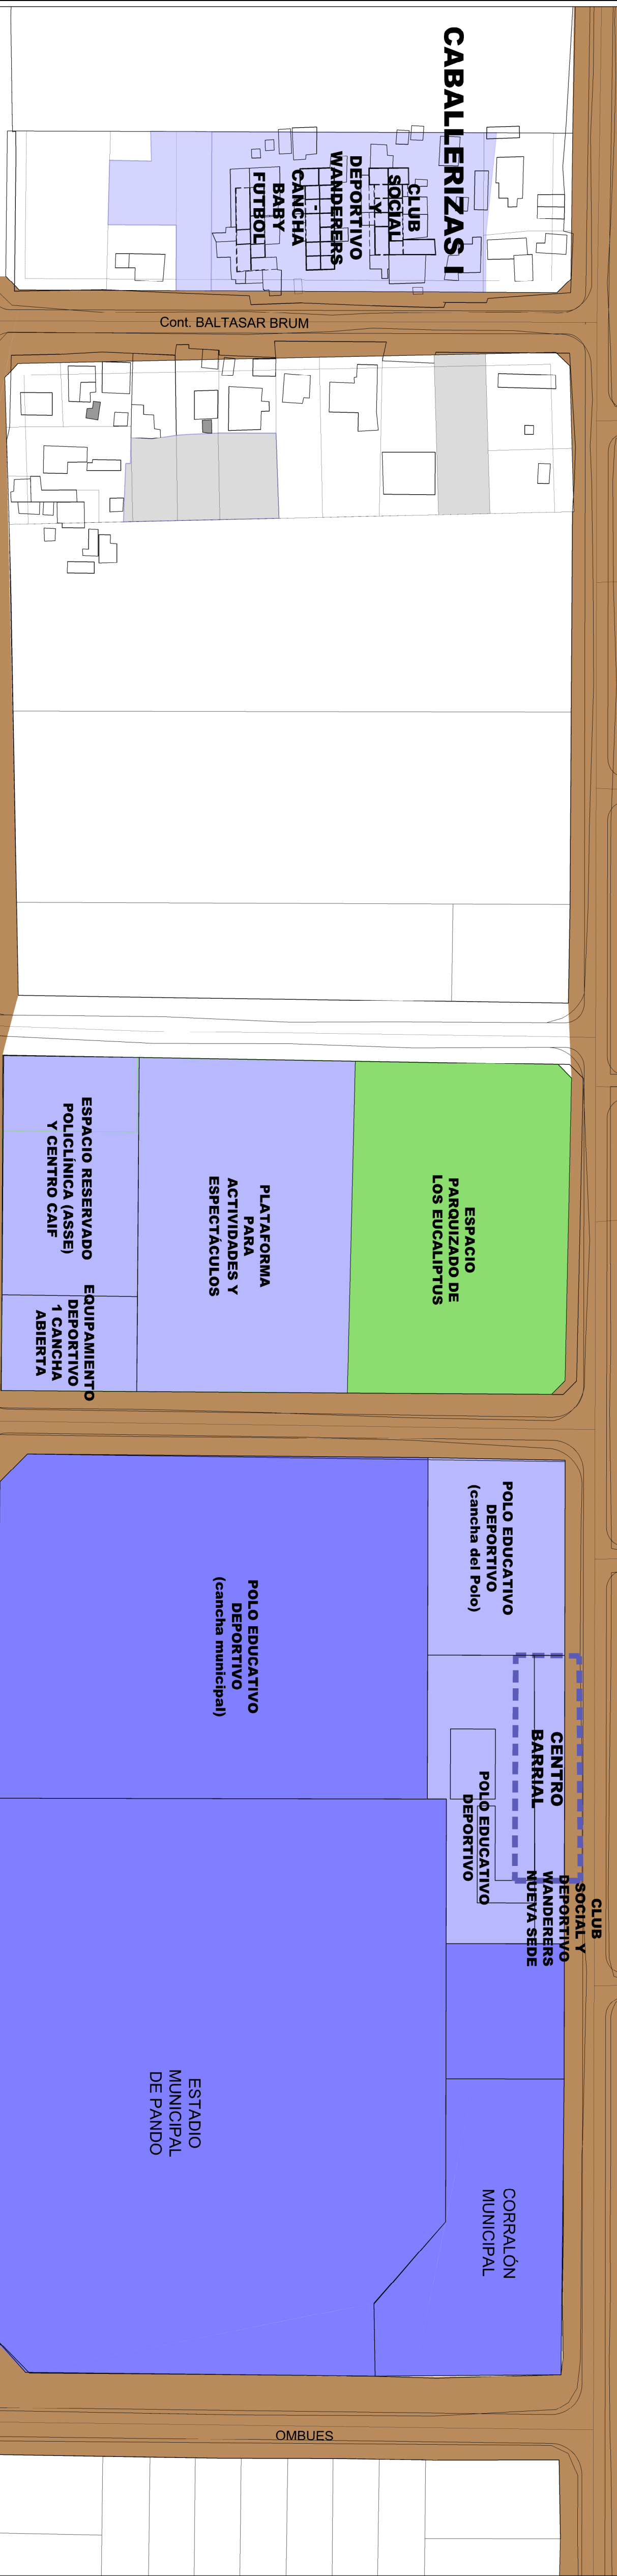 CABALLERIZAS I
CLUB
SOCIAL
Y
DEPORTIVO
WANDERERS
-
CANCHA
BABY
FUTBOL
Cont. BALTASAR BRUM
ESPACIO RESERVADO
POLICLÍNICA (ASSE)
Y CENTRO CAIF
PLATAFORMA
PARA
ACTIVIDADES Y
ESPECTÁCULOS
ESPACIO
PARQUIZADO DE
LOS EUCALIPTUS
EQUIPAMIENTO
DEPORTIVO
1 CANCHA
ABIERTA
POLO EDUCATIVO
DEPORTIVO
(cancha del Polo)
POLO EDUCATIVO
DEPORTIVO
(cancha municipal)
CENTRO
BARRIAL
POLO EDUCATIVO
DEPORTIVO
CLUB
SOCIAL Y
DEPORTIVO
WANDERERS
NUEVA SEDE
ESTADIO
MUNICIPAL
DE PANDO
CORRALÓN
MUNICIPAL
OMBUES